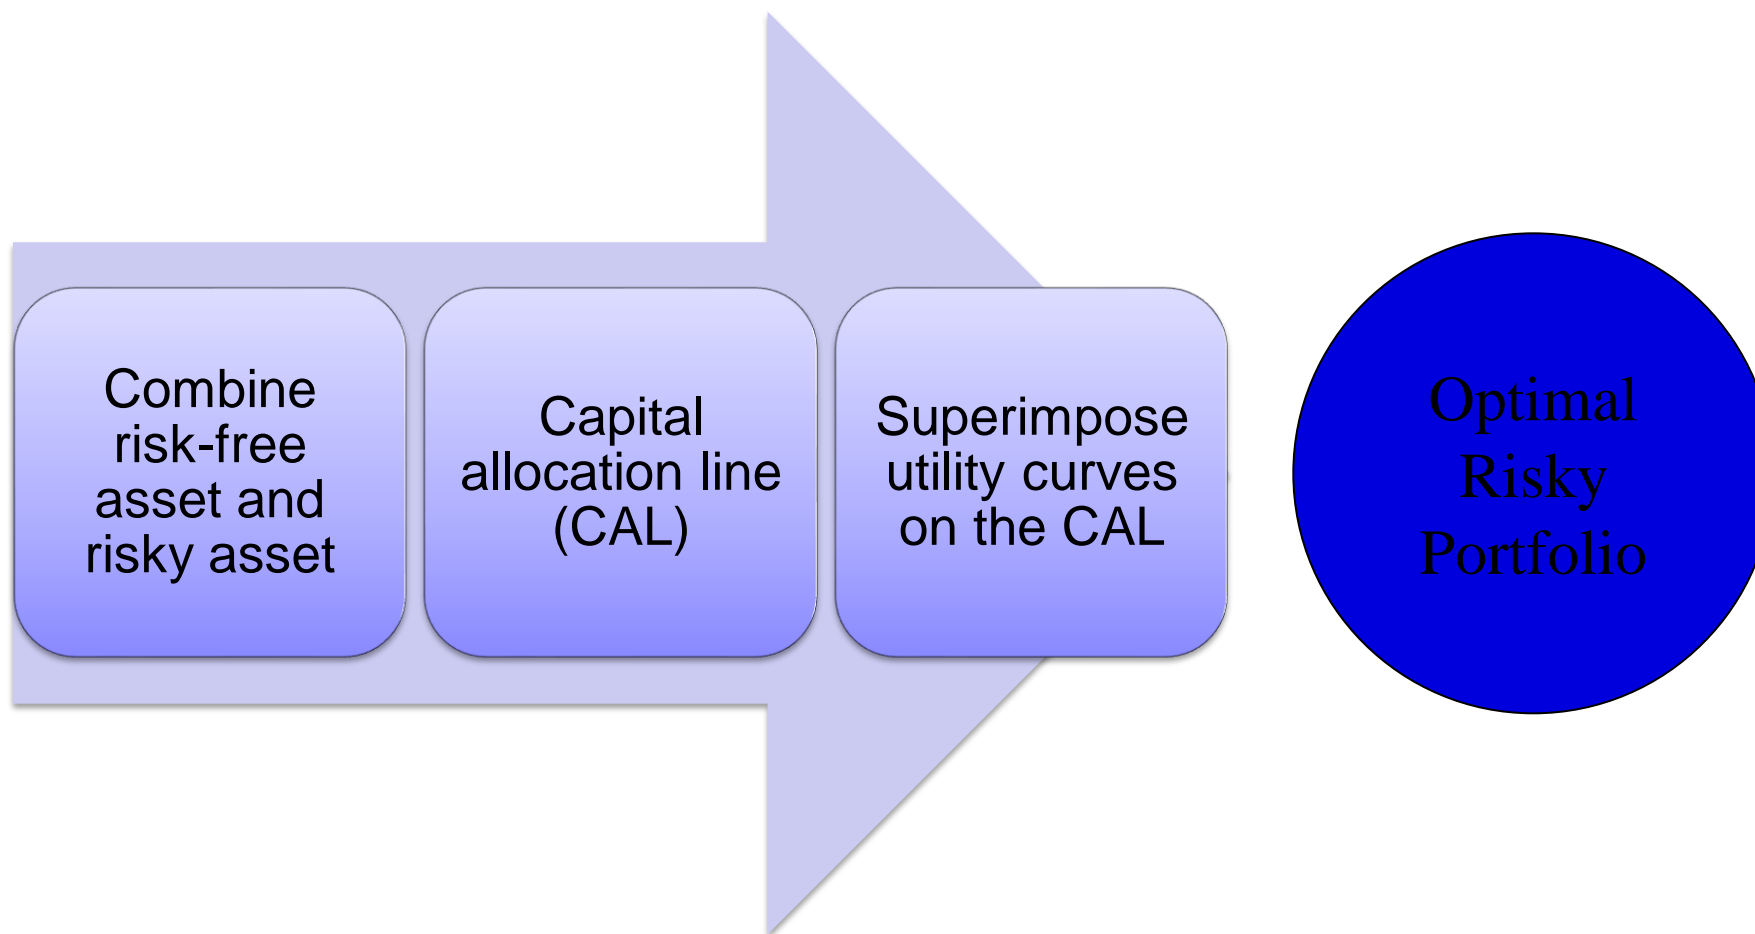 Combine
risk-free
asset and
risky asset
Capital
allocation line
(CAL)
Superimpose
utility curves
on the CAL
Optimal
Risky
Portfolio